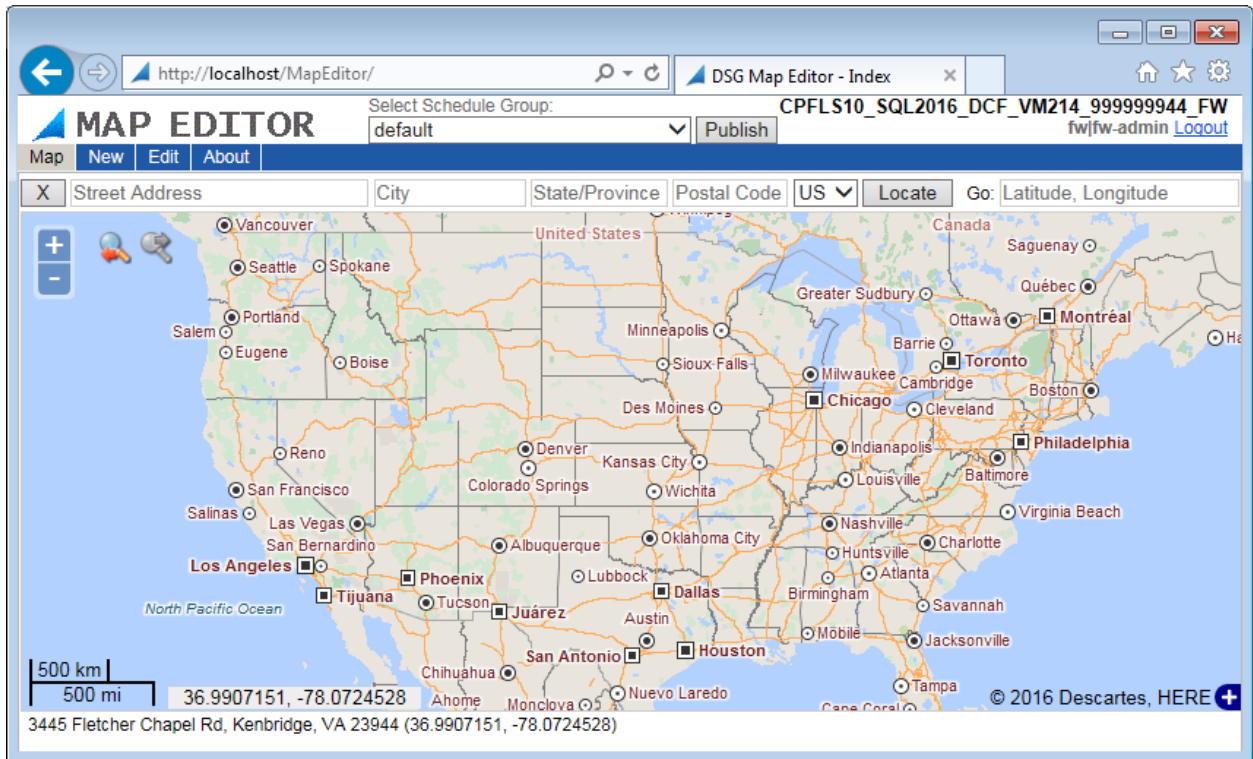 http://localhost/MapEditor/
DSG Map Editor - Index
MAP EDITOR
Select Schedule Group:
default
Publish
CPFLS10_SQL2016_DCF_VM214_999999944_FW
fw|fw-admin Logout
Map New Edit About
X Street Address City State/Province Postal Code US Locate Go: Latitude, Longitude
Vancouver
United States
Canada
Saguenay
+
Seattle
Spokane
-
Greater Sudbury
Québec
Portland
Salem
Minneapolis
Ottawa
Montréal
Eugene
Boise
Sioux Falls
Barrie
Toronto
Milwaukee
Cambridge
Boston
Des Moines
Chicago
Cleveland
Reno
Denver
Kansas City
Indianapolis
Philadelphia
Colorado Springs
Wichita
Louisville
Baltimore
San Francisco
Salinas
Las Vegas
Nashville
Virginia Beach
San Bernardino
Albuquerque
Oklahoma City
Huntsville
Charlotte
Los Angeles
Phoenix
Lubbock
Dallas
Birmingham
Atlanta
North Pacific Ocean
Tijuana
Tucson
Juárez
Austin
Savannah
Mobile
Jacksonville
San Antonio
Houston
500 km
Chihuahua
500 mi
36.9907151, -78.0724528
Ahome
Monclova
Nuevo Laredo
Tampa
Cape Coral
© 2016 Descartes, HERE
+
3445 Fletcher Chapel Rd, Kenbridge, VA 23944 (36.9907151, -78.0724528)